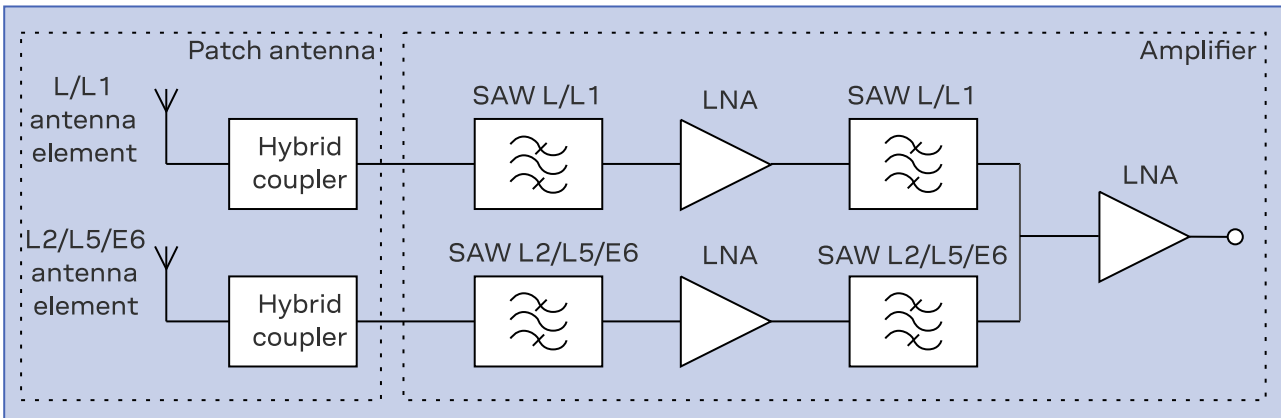 Patch antenna
Amplifier
L/L1
antenna
element
Hybrid
coupler
SAW L/L1
LNA
SAW L/L1
LNA
L2/L5/E6
antenna
element
Hybrid
coupler
SAW L2/L5/E6
LNA
SAW L2/L5/E6